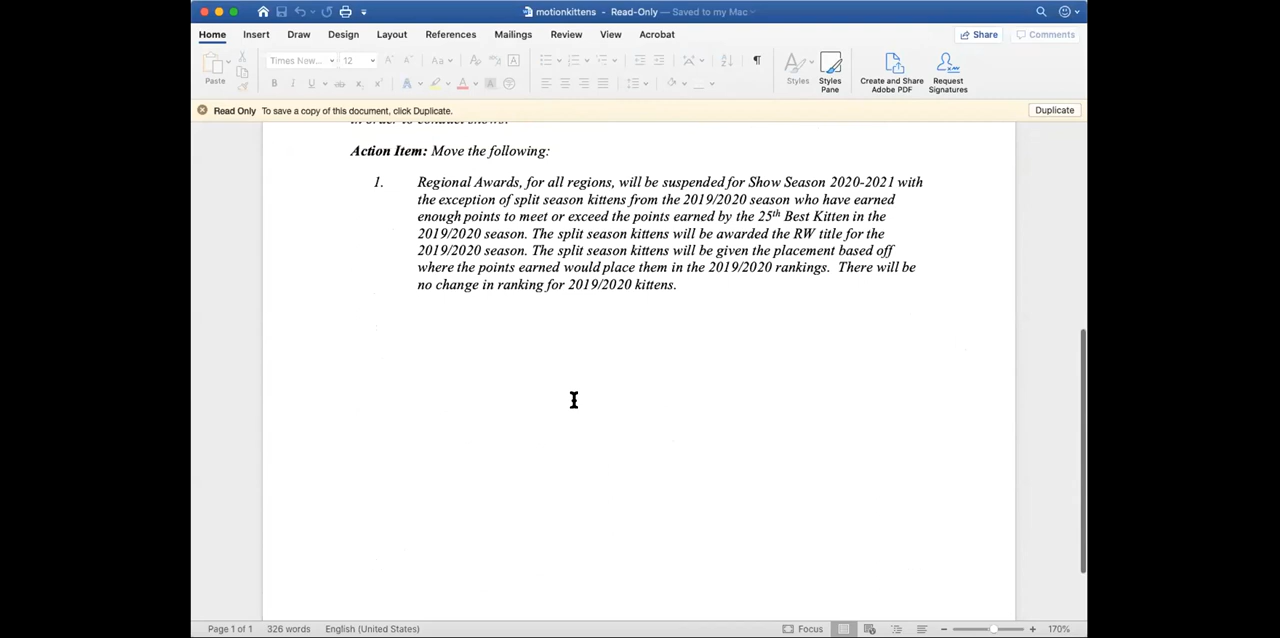 motionkittens - Read-Only — Saved to my Mac
Home Insert Draw Design Layout References Mailings Review View Acrobat Share Comments
Times New... 12 Aa A
Paste B I U ab x A A A Styles Styles Pane Create and Share Adobe PDF Request Signatures
Read Only To save a copy of this document, click Duplicate. Duplicate
in order to conduct shows.
Action Item: Move the following:
1. Regional Awards, for all regions, will be suspended for Show Season 2020-2021 with
the exception of split season kittens from the 2019/2020 season who have earned
enough points to meet or exceed the points earned by the 25th Best Kitten in the
2019/2020 season. The split season kittens will be awarded the RW title for the
2019/2020 season. The split season kittens will be given the placement based off
where the points earned would place them in the 2019/2020 rankings. There will be
no change in ranking for 2019/2020 kittens.
Page 1 of 1 326 words English (United States) Focus 170%